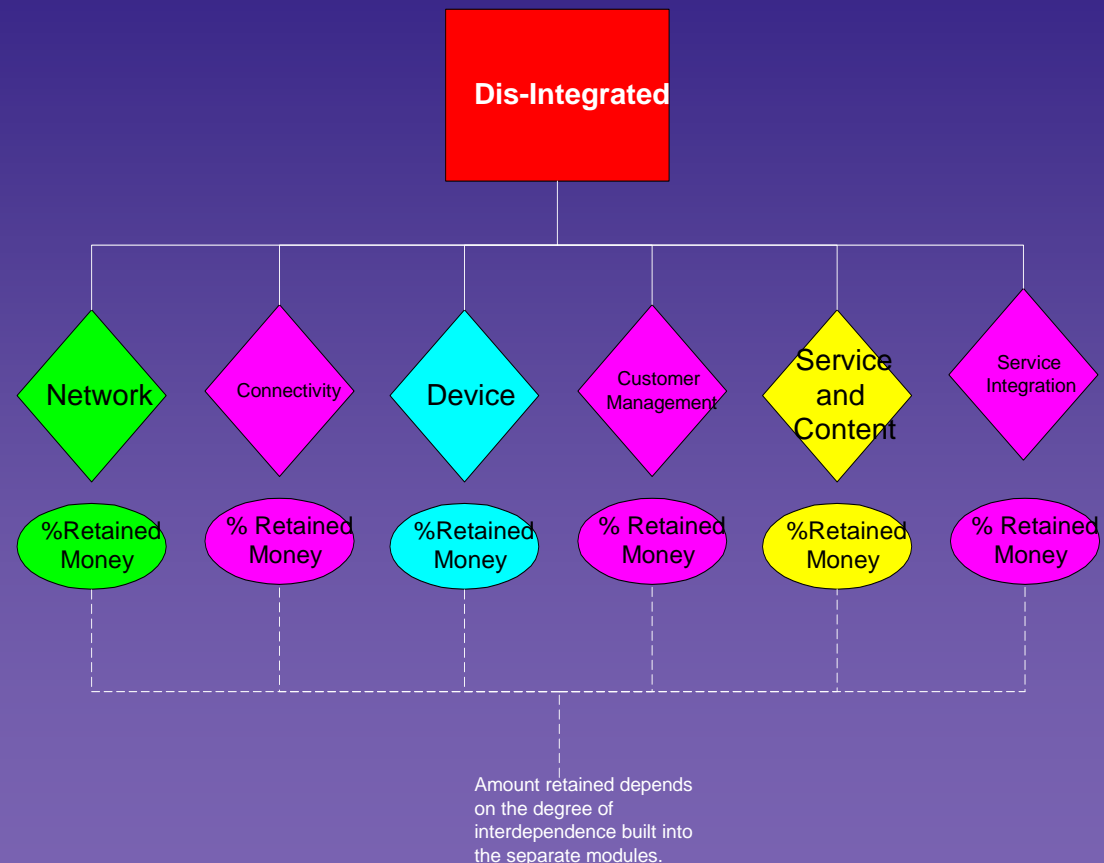 Dis-Integrated
Network
Connectivity
Device
Customer
Management
Service
and
Content
Service
Integration
%Retained
Money
% Retained
Money
%Retained
Money
% Retained
Money
%Retained
Money
% Retained
Money
Amount retained depends
on the degree of
interdependence built into
the separate modules.